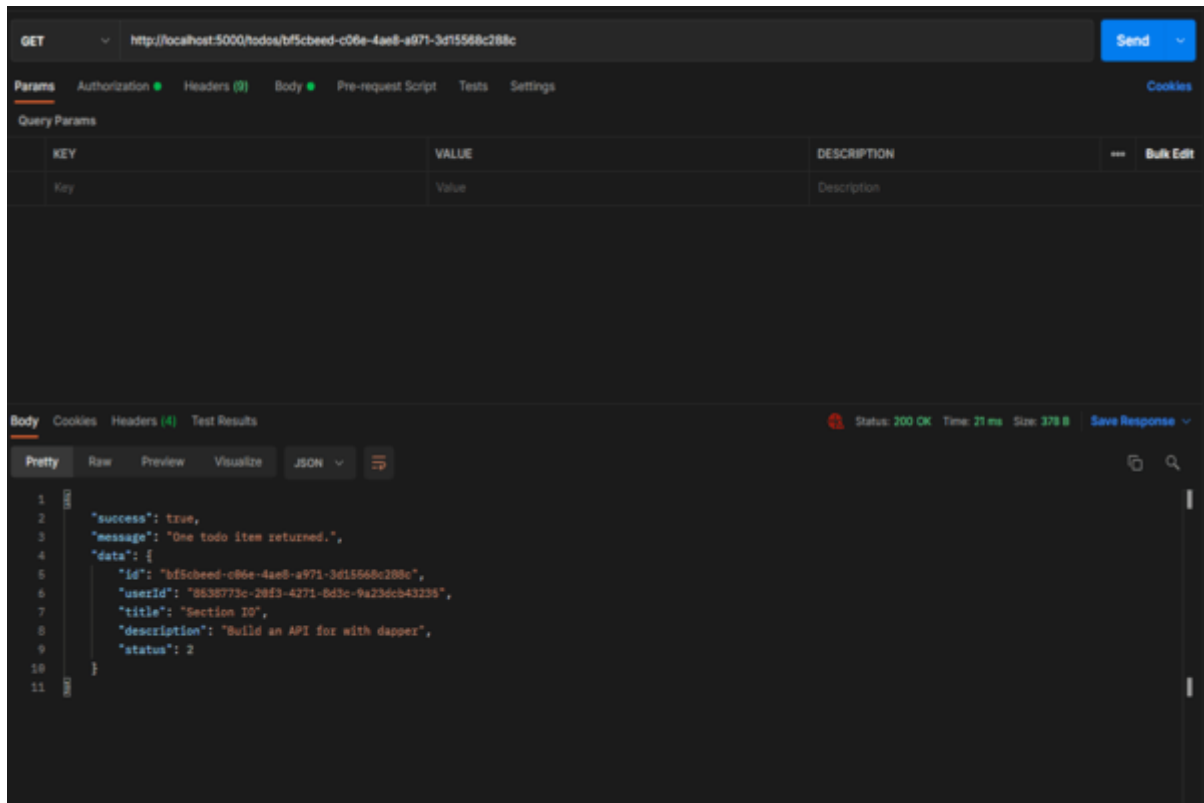 GET http://localhost:5000/todos/bf5cbeed-c06e-4ae8-a971-3d15568c288c Send
Params Authorization Headers (9) Body Pre-request Script Tests Settings Cookies
Query Params
KEY VALUE DESCRIPTION ••• Bulk Edit
Key Value Description
Body Cookies Headers (4) Test Results Status: 200 OK Time: 21 ms Size: 378 B Save Response
Pretty Raw Preview Visualize JSON
1 {
2 "success": true,
3 "message": "One todo item returned.",
4 "data": {
5 "id": "bf5cbeed-c06e-4ae8-a971-3d15568c288c",
6 "userId": "8538773c-20f3-4271-8d3c-9a23dcb43235",
7 "title": "Section IO",
8 "description": "Build an API for with dapper",
9 "status": 2
10 }
11 }